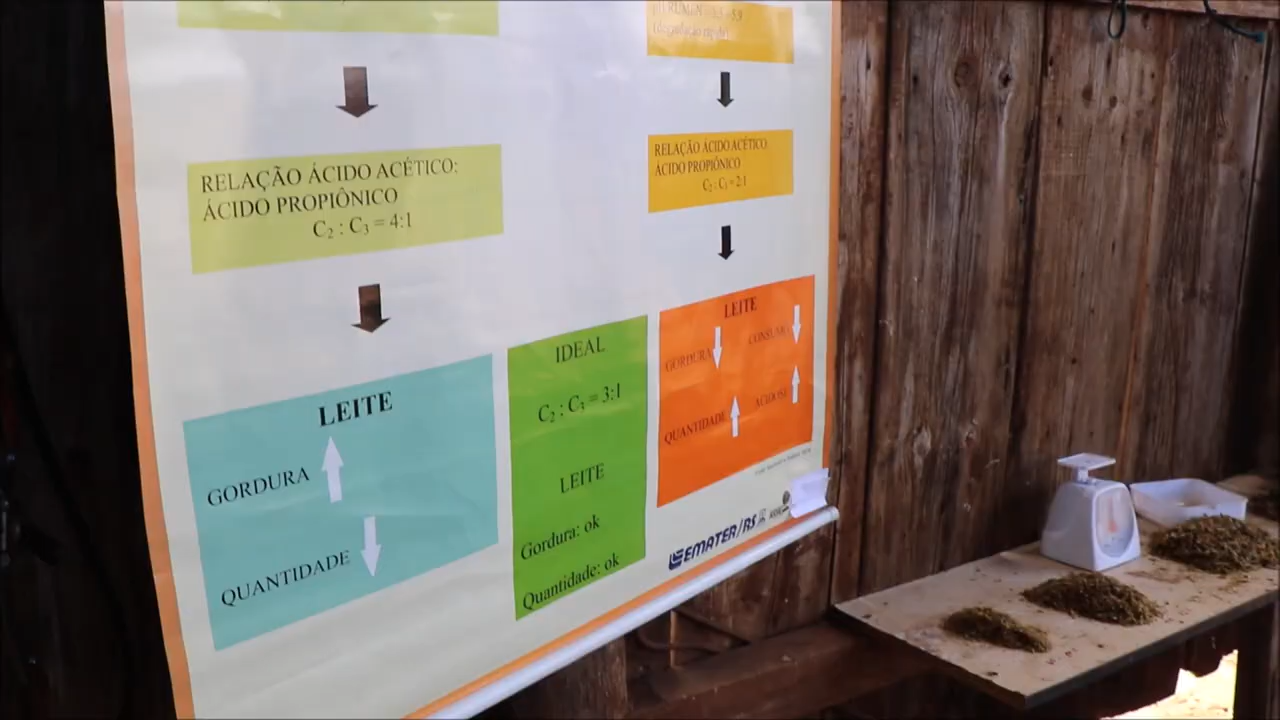 RELAÇÃO ÁCIDO ACÉTICO:
ÁCIDO PROPIÔNICO
C₂ : C₃ = 4:1
LEITE
GORDURA
QUANTIDADE
IDEAL
C₂ : C₃ = 3:1
LEITE
Gordura: ok
Quantidade: ok
RELAÇÃO ÁCIDO ACÉTICO:
ÁCIDO PROPIÔNICO
C₂ : C₃ = 2:1
LEITE
GORDURA
CONSUMO
QUANTIDADE
ACIDOSE
EMATER/RS